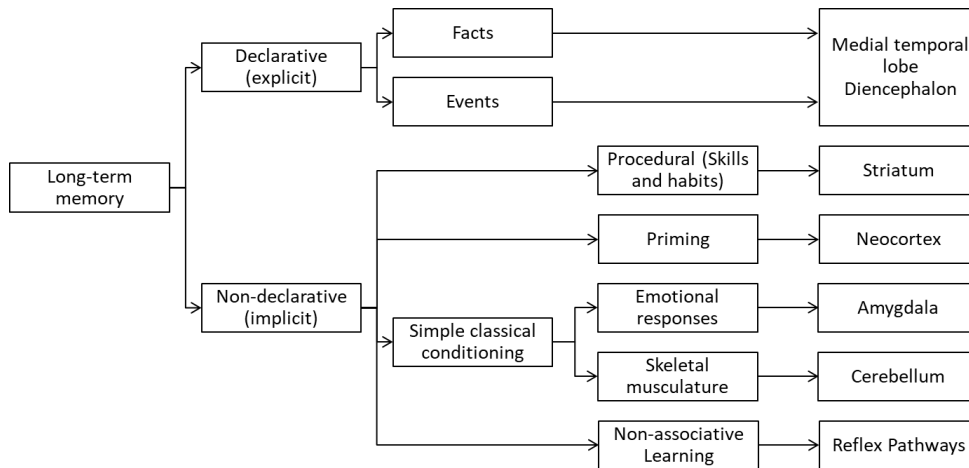 Facts
Medial temporal
lobe
Diencephalon
Declarative
(explicit)
Events
Long-term
memory
Procedural (Skills
and habits)
Striatum
Priming
Neocortex
Non-declarative
(implicit)
Emotional
responses
Amygdala
Simple classical
conditioning
Skeletal
musculature
Cerebellum
Non-associative
Learning
Reflex Pathways